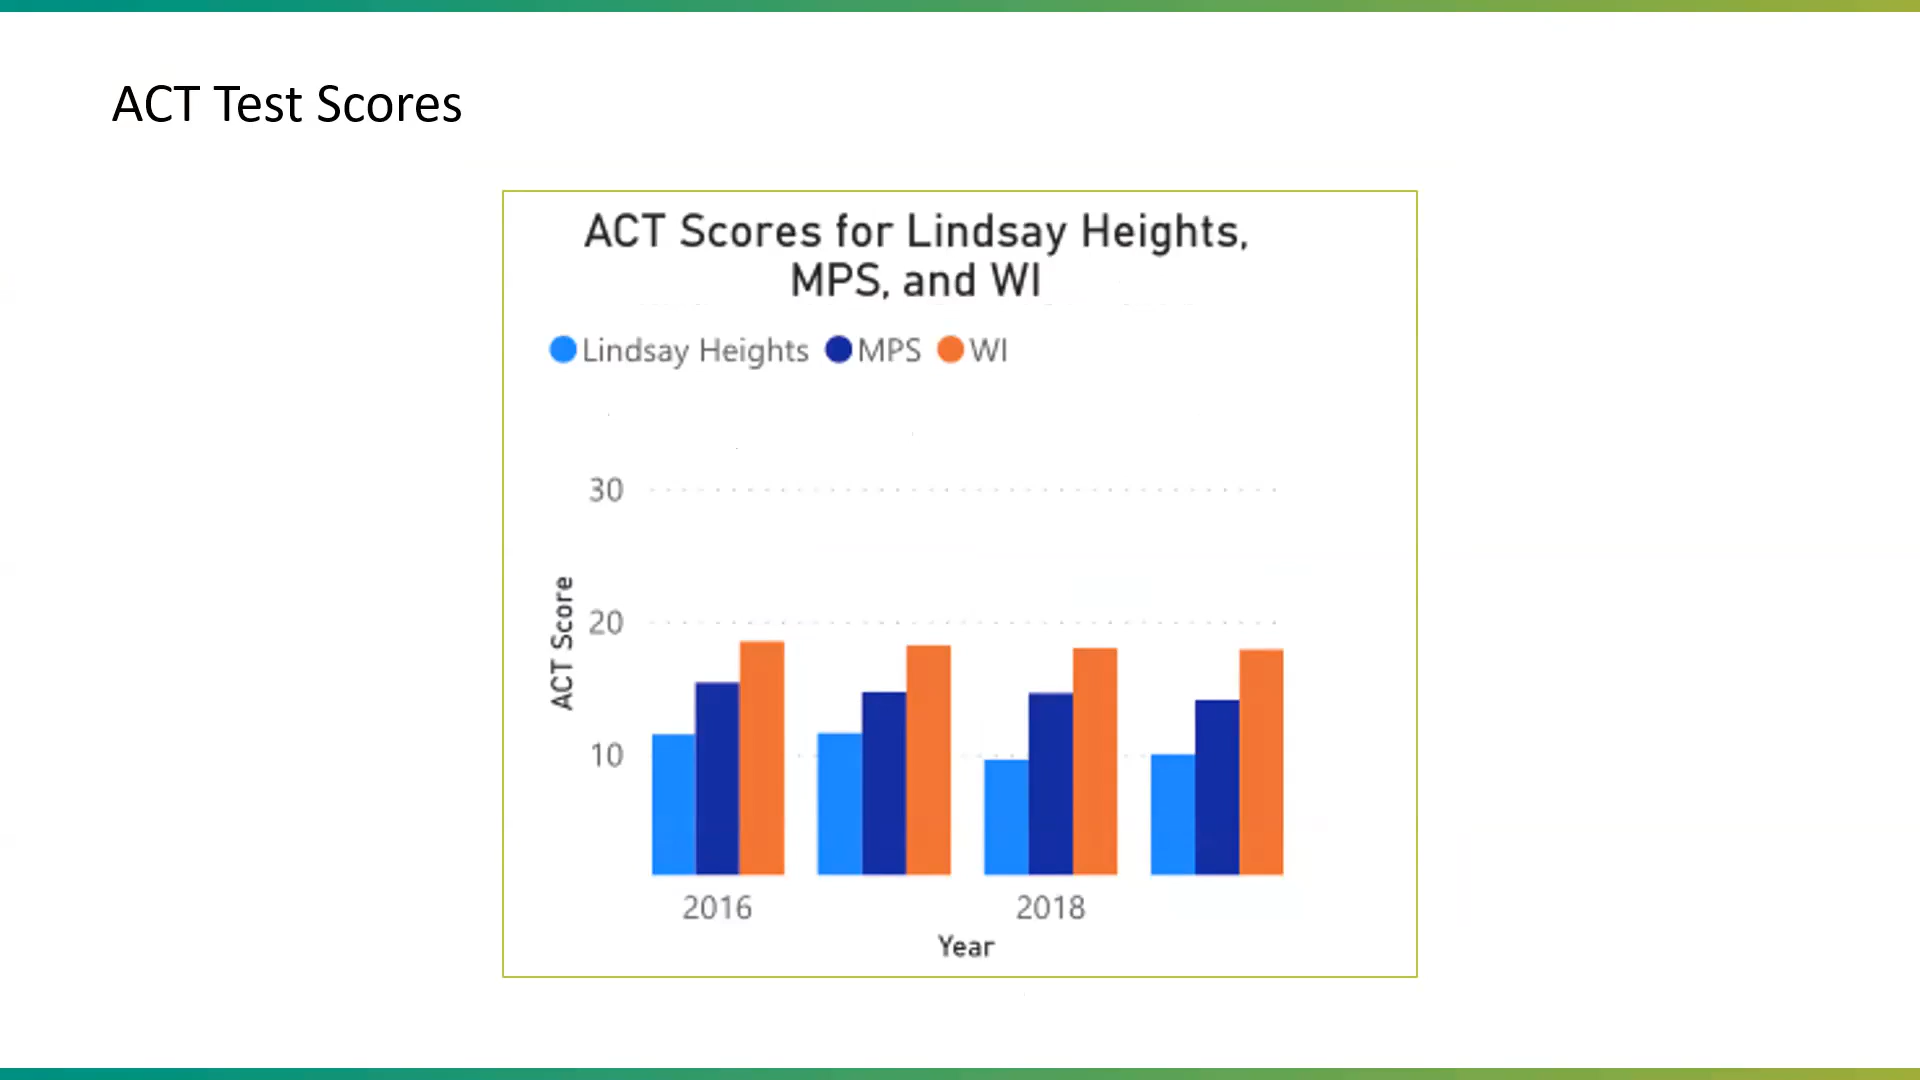 ACT Test Scores
ACT Scores for Lindsay Heights,
MPS, and WI
Lindsay Heights MPS WI
30
20
10
ACT Score
2016 2018
Year